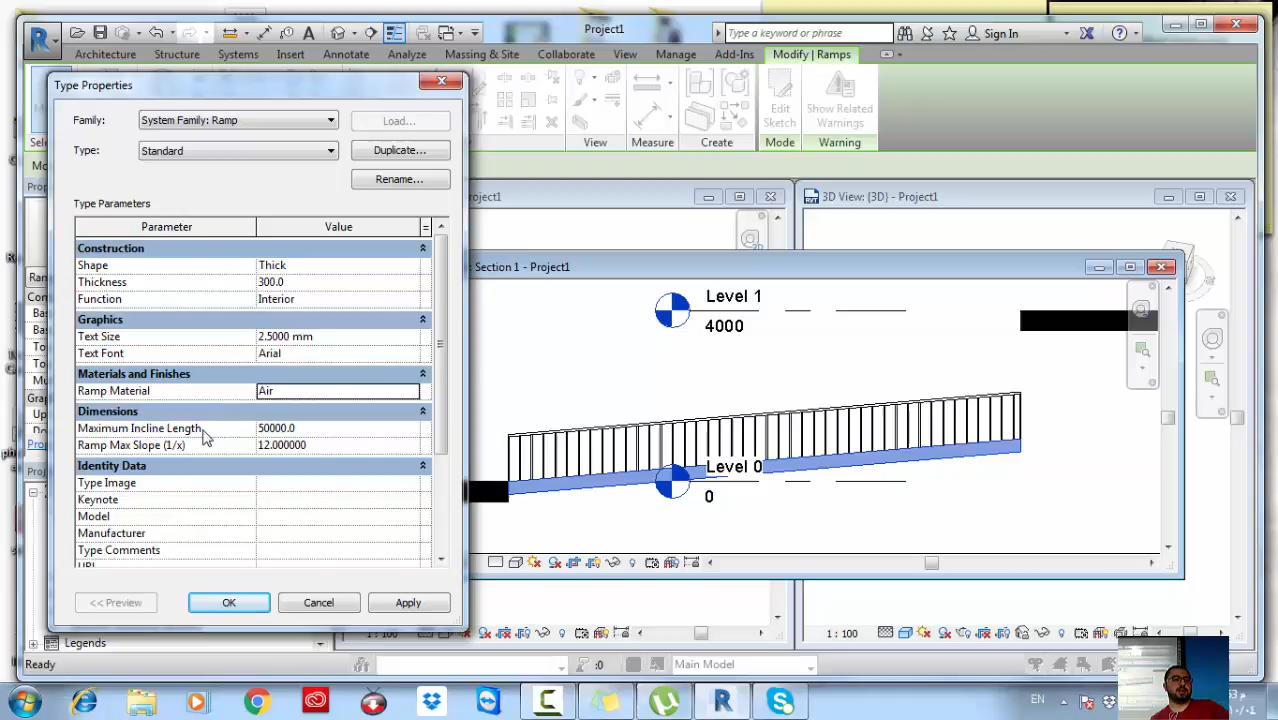 Project1
Type a keyword or phrase
Sign In
Architecture Structure Systems Insert Annotate Analyze Massing & Site Collaborate View Manage Add-Ins Modify | Ramps
Edit Sketch
Show Related Warnings
View Measure Create Mode Warning
Type Properties
Family: System Family: Ramp Load...
Type: Standard Duplicate...
Rename...
Type Parameters
Parameter Value =
Construction
Shape Thick
Thickness 300.0
Function Interior
Graphics
Text Size 2.5000 mm
Text Font Arial
Materials and Finishes
Ramp Material Air
Dimensions
Maximum Incline Length 50000.0
Ramp Max Slope (1/x) 12.000000
Identity Data
Type Image
Keynote
Model
Manufacturer
Type Comments
URL
<< Preview OK Cancel Apply
3D View: {3D} - Project1
Section 1 - Project1
Level 1
4000
Level 0
0
1 : 100
1 : 100
Legends
Ready
:0
Main Model
EN